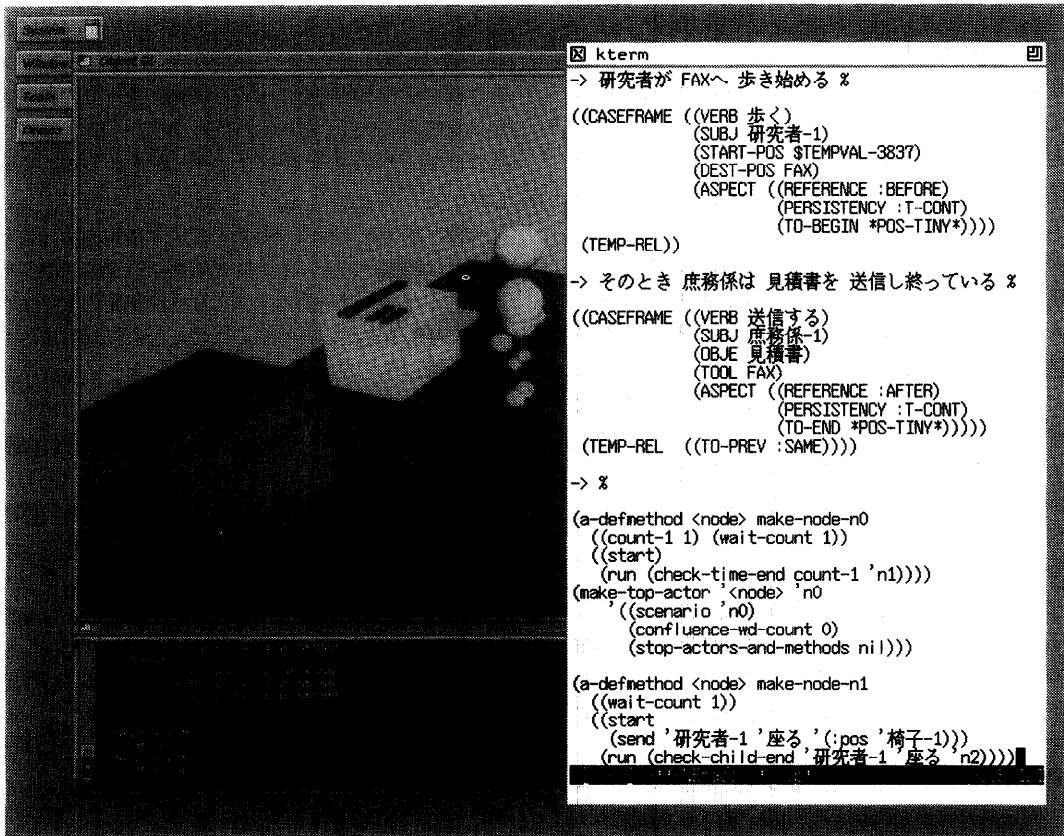 System
Window
Tools
kterm
-> 研究者が FAXへ 歩き始める %
((CASEFRAME ((VERB 歩く)
(SUBJ 研究者-1)
(START-POS $TEMPVAL-3837)
(DEST-POS FAX)
(ASPECT ((REFERENCE :BEFORE)
(PERSISTENCY :T-CONT)
(TO-BEGIN *POS-TINY*))))
(TEMP-REL))
-> そのとき 庶務係は 見積書を 送信し終っている %
((CASEFRAME ((VERB 送信する)
(SUBJ 庶務係-1)
(OBJE 見積書)
(TOOL FAX)
(ASPECT ((REFERENCE :AFTER)
(PERSISTENCY :T-CONT)
(TO-END *POS-TINY*)))))
(TEMP-REL ((TO-PREV :SAME))))
-> %
(a-defmethod <node> make-node-n0
((count-1 1) (wait-count 1))
((start)
(run (check-time-end count-1 'n1))))
(make-top-actor '<node> 'n0
'((scenario 'n0)
(confluence-wd-count 0)
(stop-actors-and-methods nil)))
(a-defmethod <node> make-node-n1
((wait-count 1))
((start
(send '研究者-1 '座る '(:pos '椅子-1)))
(run (check-child-end '研究者-1 '座る 'n2))))